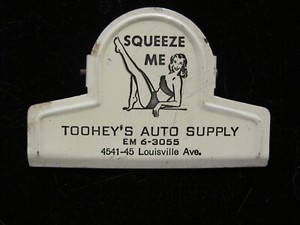 SQUEEZE
ME
TOOHEY'S AUTO SUPPLY
EM 6-3055
4541-45 Louisville Ave.